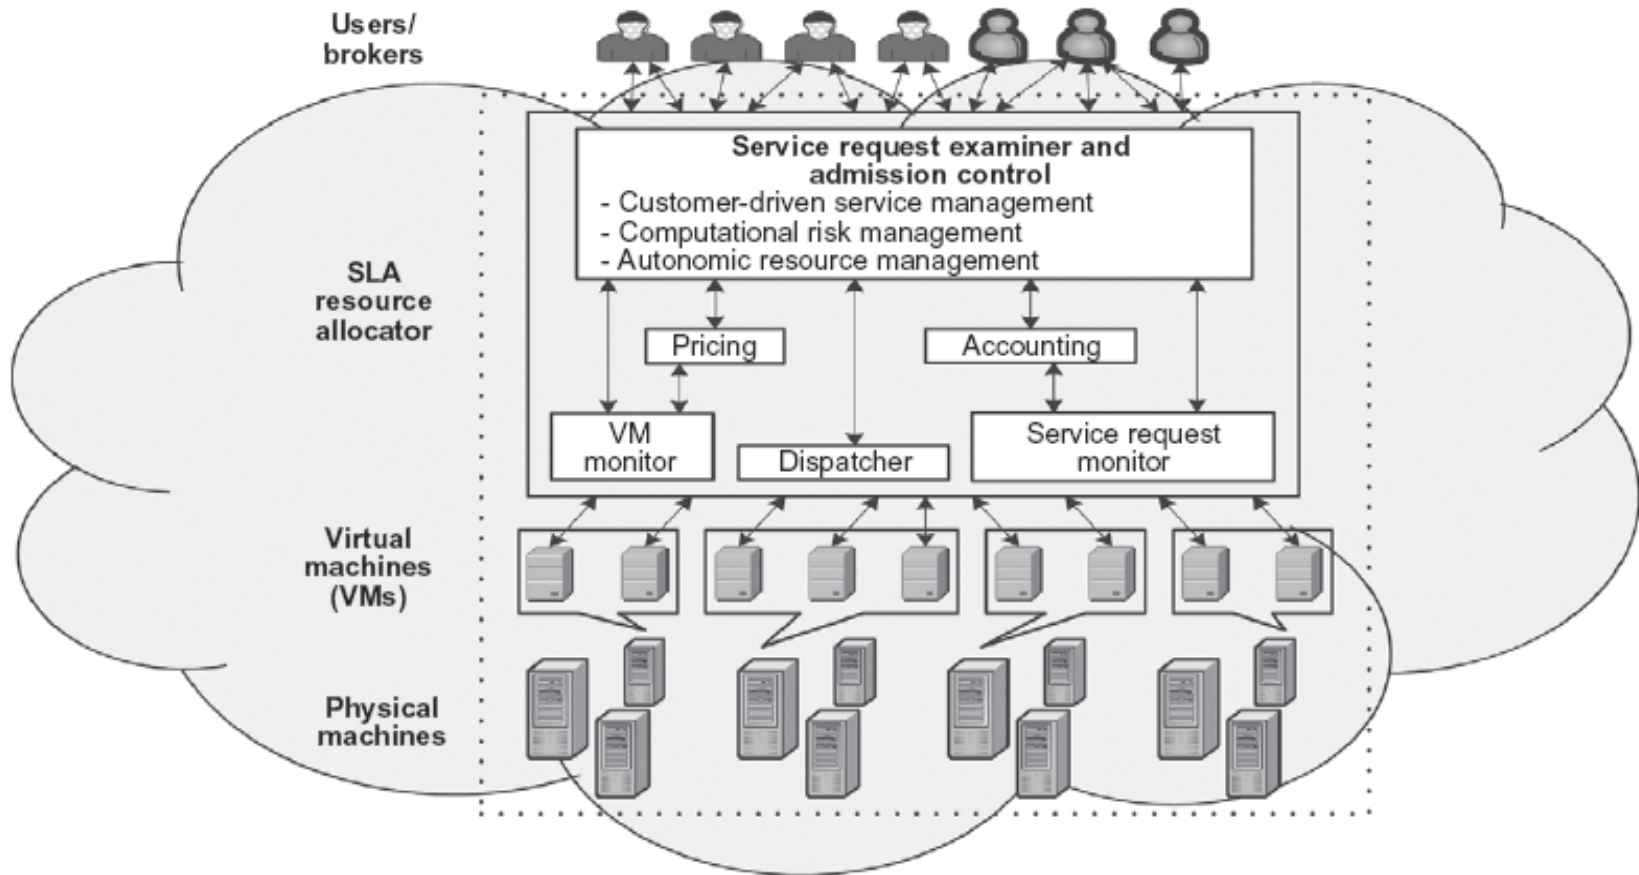 Users/
brokers
Service request examiner and
admission control
- Customer-driven service management
- Computational risk management
- Autonomic resource management
SLA
resource
allocator
Pricing
Accounting
VM
monitor
Dispatcher
Service request
monitor
Virtual
machines
(VMs)
Physical
machines